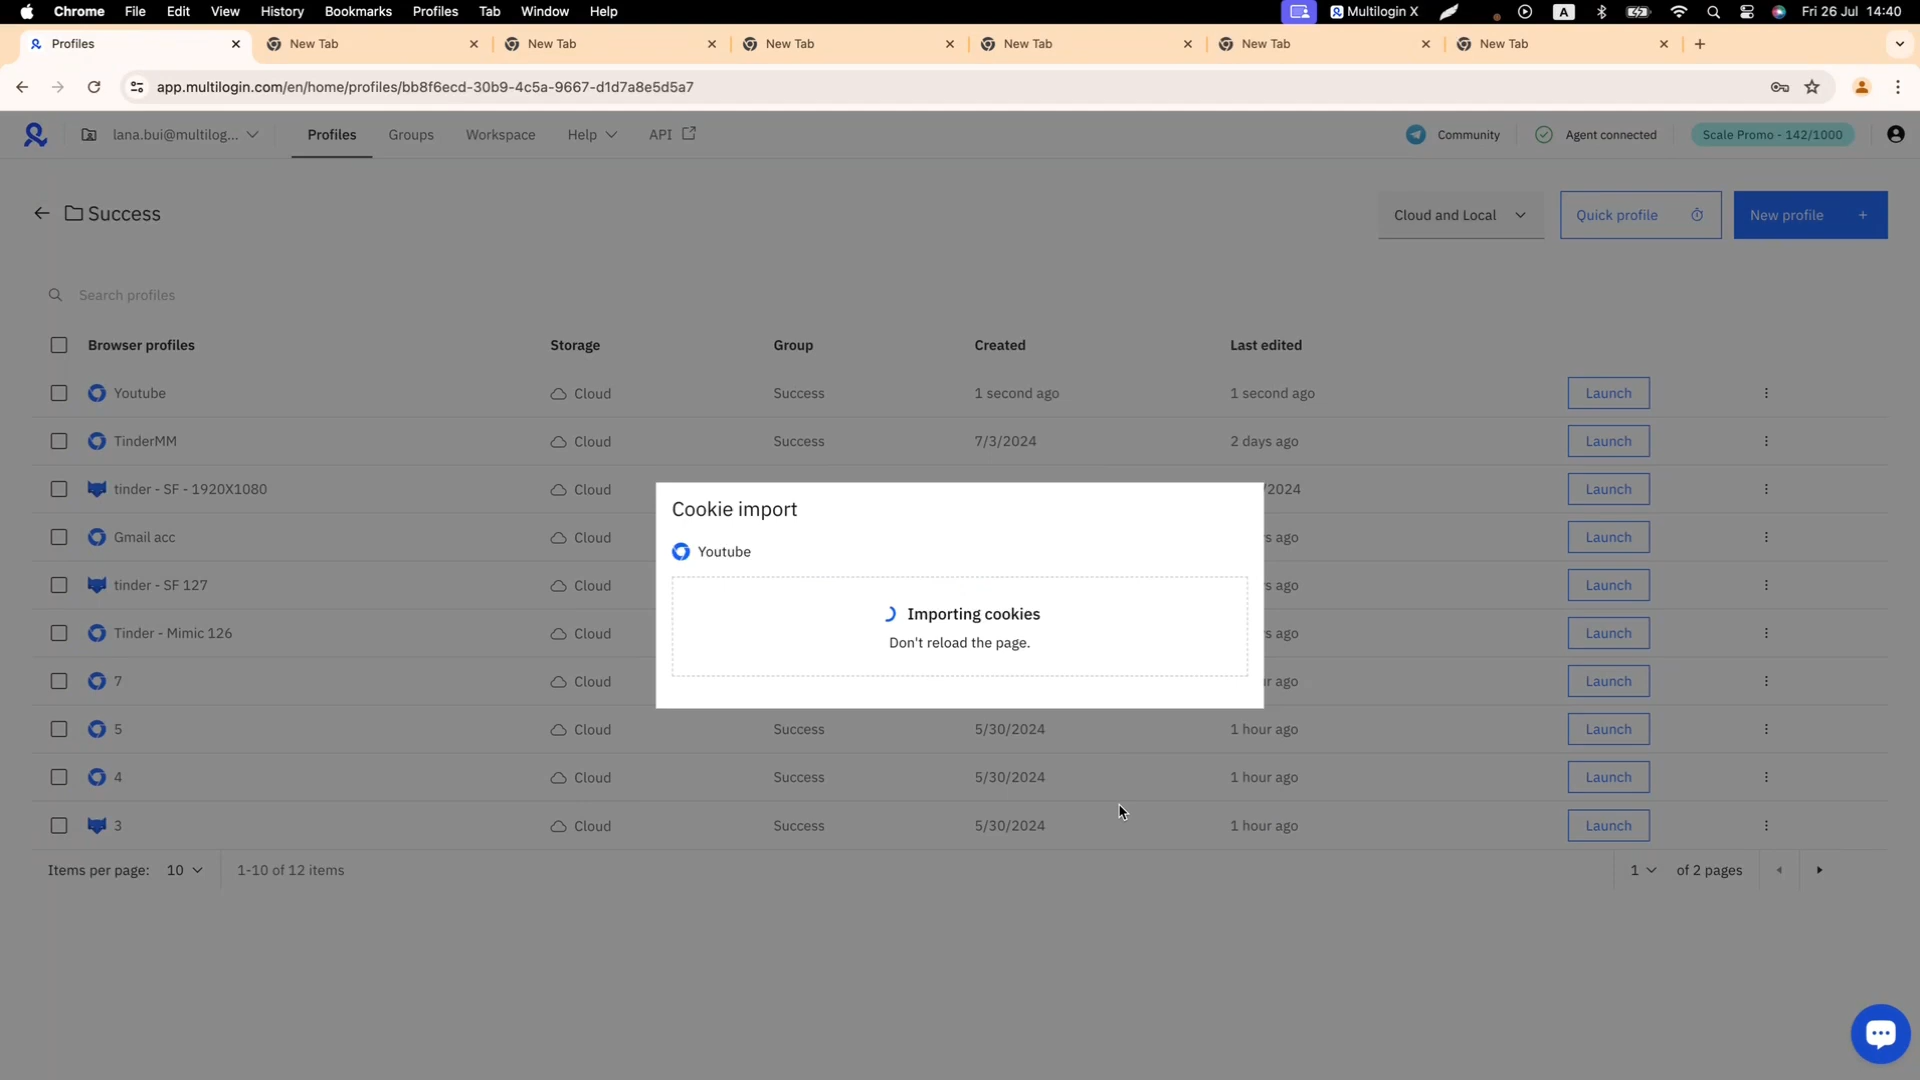 Chrome File Edit View History Bookmarks Profiles Tab Window Help Multilogin X A Fri 26 Jul 14:40
Profiles New Tab New Tab New Tab New Tab New Tab New Tab
app.multilogin.com/en/home/profiles/bb8f6ecd-30b9-4c5a-9667-d1d7a8e5d5a7
lana.bui@multilog... Profiles Groups Workspace Help API Community Agent connected Scale Promo - 142/1000
Success Cloud and Local Quick profile New profile +
Search profiles
Browser profiles Storage Group Created Last edited
Youtube Cloud Success 1 second ago 1 second ago Launch
TinderMM Cloud Success 7/3/2024 2 days ago Launch
tinder - SF - 1920X1080 Cloud /2024 Launch
Cookie import
Gmail acc Cloud s ago Launch
Youtube
tinder - SF 127 Cloud s ago Launch
Importing cookies
Tinder - Mimic 126 Cloud s ago Launch
Don't reload the page.
7 Cloud r ago Launch
5 Cloud Success 5/30/2024 1 hour ago Launch
4 Cloud Success 5/30/2024 1 hour ago Launch
3 Cloud Success 5/30/2024 1 hour ago Launch
Items per page: 10 1-10 of 12 items 1 of 2 pages